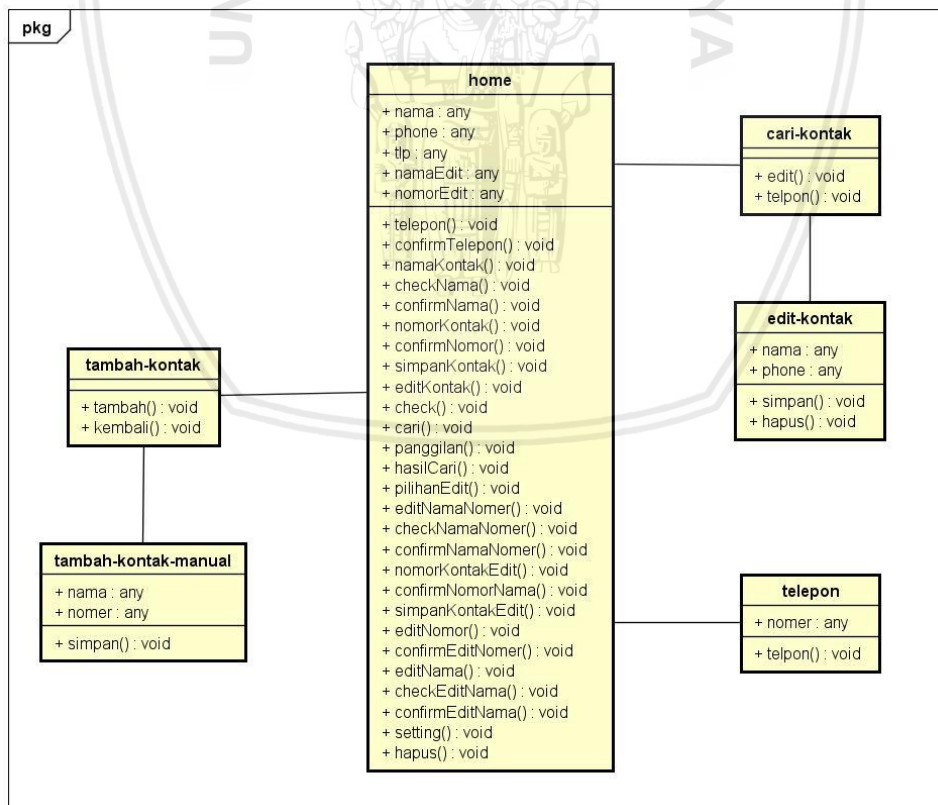 pkg
home
+ nama : any
+ phone : any
+ tlp : any
+ namaEdit : any
+ nomorEdit : any
+ telepon() : void
+ confirmTelepon() : void
+ namaKontak() : void
+ checkNama() : void
+ confirmNama() : void
+ nomorKontak() : void
+ confirmNomor() : void
+ simpanKontak() : void
+ editKontak() : void
+ check() : void
+ cari() : void
+ panggilan() : void
+ hasilCari() : void
+ pilihanEdit() : void
+ editNamaNomer() : void
+ checkNamaNomer() : void
+ confirmNamaNomer() : void
+ nomorKontakEdit() : void
+ confirmNomorNama() : void
+ simpanKontakEdit() : void
+ editNomor() : void
+ confirmEditNomer() : void
+ editNama() : void
+ checkEditNama() : void
+ confirmEditNama() : void
+ setting() : void
+ hapus() : void
cari-kontak
+ edit() : void
+ telpon() : void
edit-kontak
+ nama : any
+ phone : any
+ simpan() : void
+ hapus() : void
tambah-kontak
+ tambah() : void
+ kembali() : void
tambah-kontak-manual
+ nama : any
+ nomer : any
+ simpan() : void
telepon
+ nomer : any
+ telpon() : void
YA